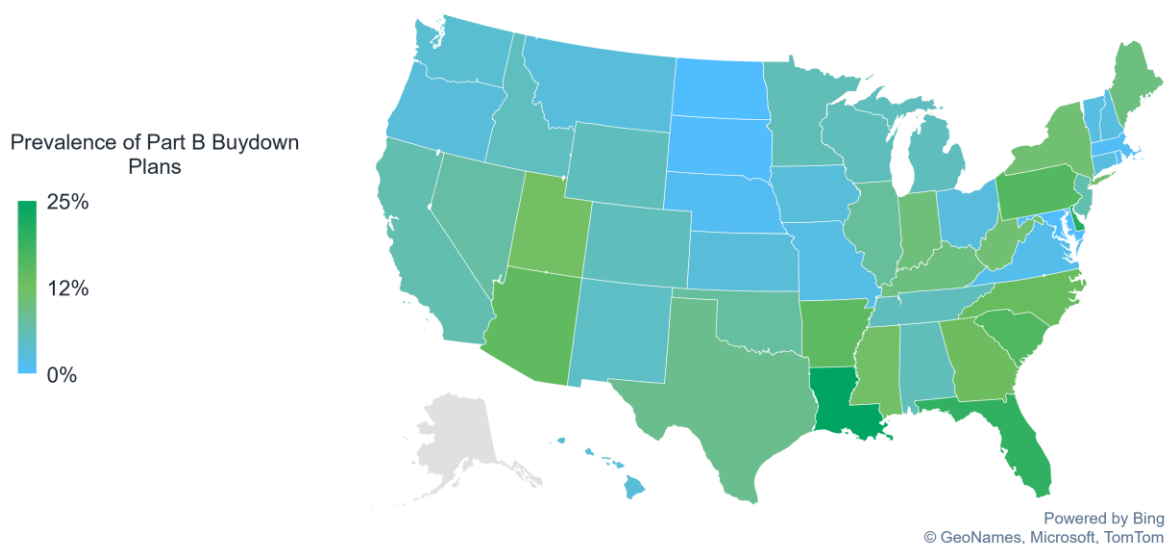 Prevalence of Part B Buydown
Plans
25%
12%
0%
Powered by Bing
© GeoNames, Microsoft, TomTom